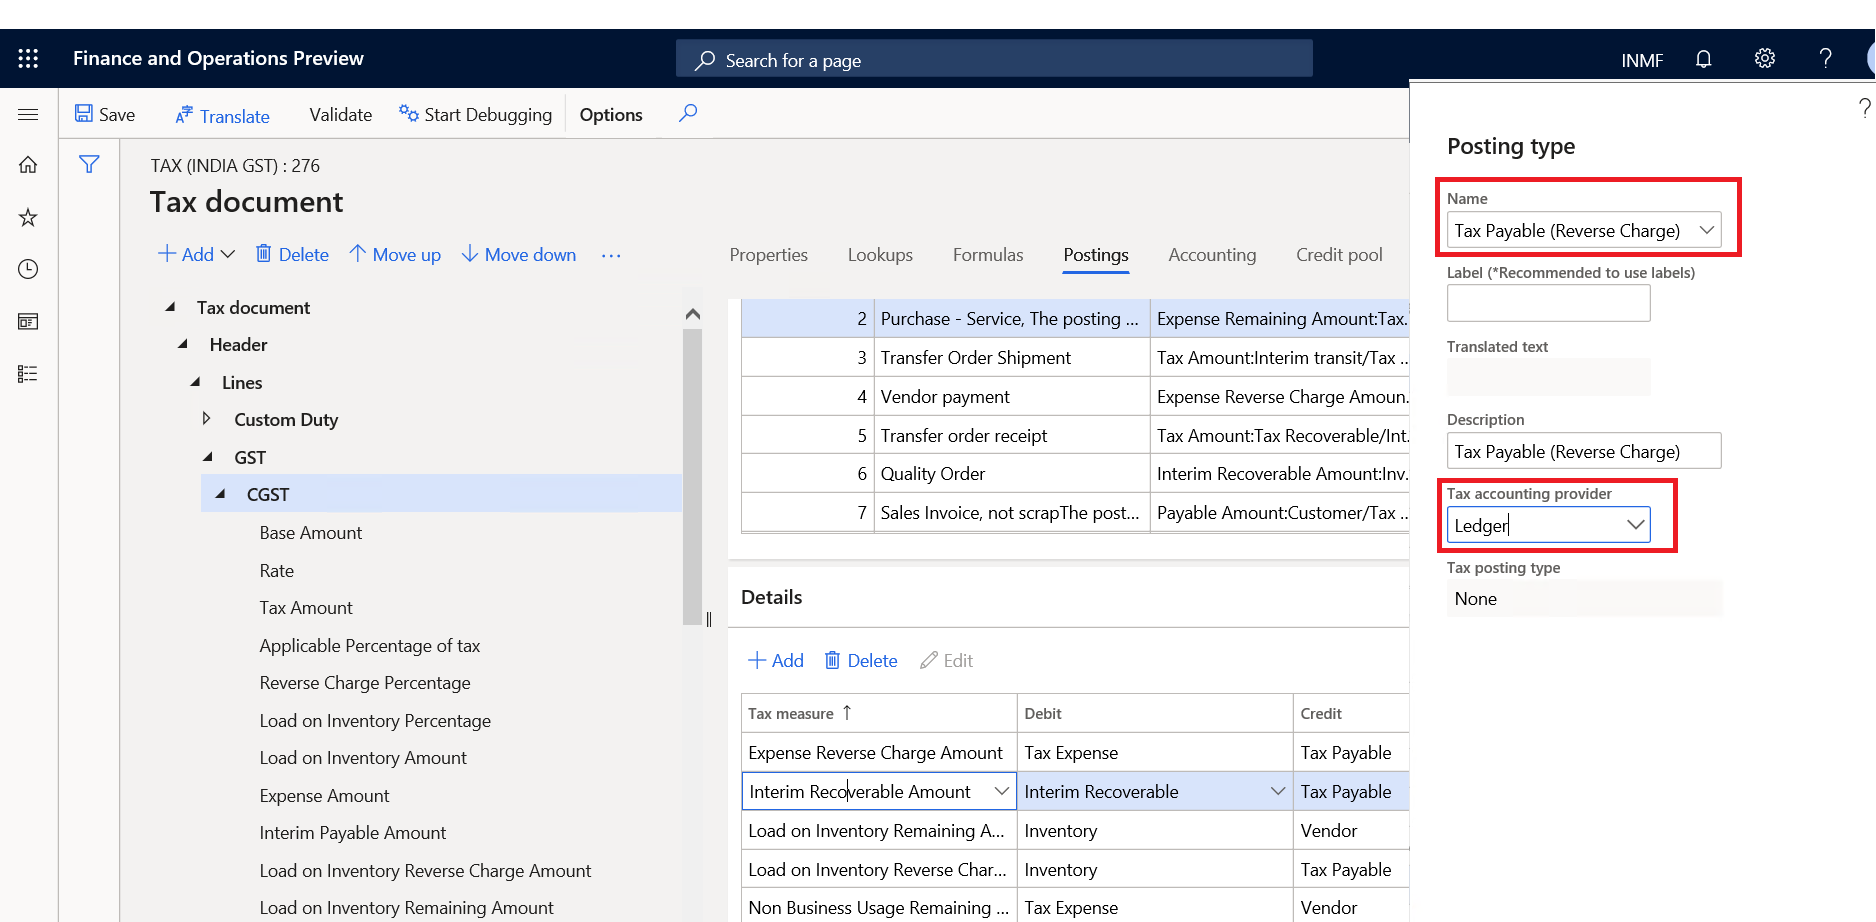 Finance and Operations Preview
Search for a page
INMF
?
Save
Translate
Validate
Start Debugging
Options
?
TAX (INDIA GST) : 276
Tax document
Add
Delete
Move up
Move down
...
Tax document
Header
Lines
Custom Duty
GST
CGST
Base Amount
Rate
Tax Amount
Applicable Percentage of tax
Reverse Charge Percentage
Load on Inventory Percentage
Load on Inventory Amount
Expense Amount
Interim Payable Amount
Load on Inventory Reverse Charge Amount
Load on Inventory Remaining Amount
Properties
Lookups
Formulas
Postings
Accounting
Credit pool
2 Purchase - Service, The posting ... Expense Remaining Amount:Tax.
3 Transfer Order Shipment Tax Amount:Interim transit/Tax ..
4 Vendor payment Expense Reverse Charge Amoun.
5 Transfer order receipt Tax Amount:Tax Recoverable/Int.
6 Quality Order Interim Recoverable Amount:Inv.
7 Sales Invoice, not scrapThe post... Payable Amount:Customer/Tax ..
Details
Add
Delete
Edit
Tax measure Debit Credit
Expense Reverse Charge Amount Tax Expense Tax Payable
Interim Recoverable Amount Interim Recoverable Tax Payable
Load on Inventory Remaining A... Inventory Vendor
Load on Inventory Reverse Char... Inventory Tax Payable
Non Business Usage Remaining ... Tax Expense Vendor
Posting type
Name
Tax Payable (Reverse Charge)
Label (*Recommended to use labels)
Translated text
Description
Tax Payable (Reverse Charge)
Tax accounting provider
Ledger
Tax posting type
None